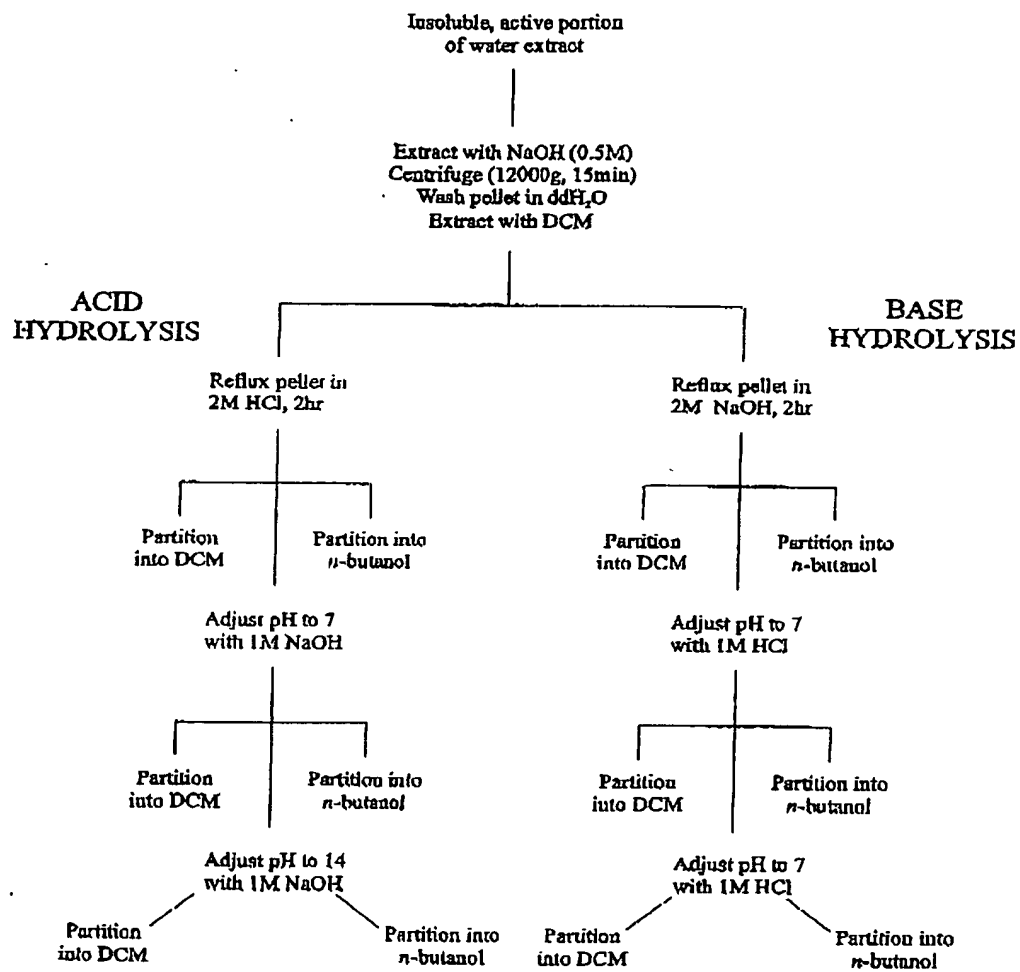 Insoluble, active portion
of water extract
Extract with NaOH (0.5M)
Centrifuge (12000g, 15min)
Wash pellet in ddH₂O
Extract with DCM
ACID
HYDROLYSIS
BASE
HYDROLYSIS
Reflux pellet in
2M HCl, 2hr
Reflux pellet in
2M NaOH, 2hr
Partition
into DCM
Partition into
n-butanol
Partition
into DCM
Partition into
n-butanol
Adjust pH to 7
with 1M NaOH
Adjust pH to 7
with 1M HCl
Partition
into DCM
Partition into
n-butanol
Partition
into DCM
Partition into
n-butanol
Adjust pH to 14
with 1M NaOH
Adjust pH to 7
with 1M HCl
Partition
into DCM
Partition into
n-butanol
Partition
into DCM
Partition into
n-butanol